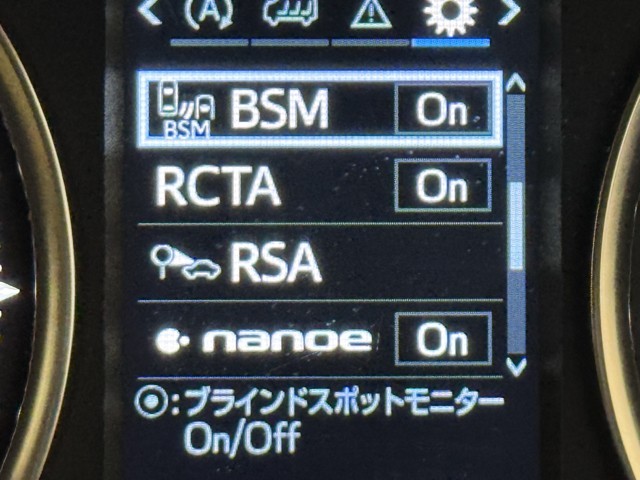 A
BSM BSM On
RCTA On
RSA
nanoe On
:ブラインドスポットモニター
On/Off